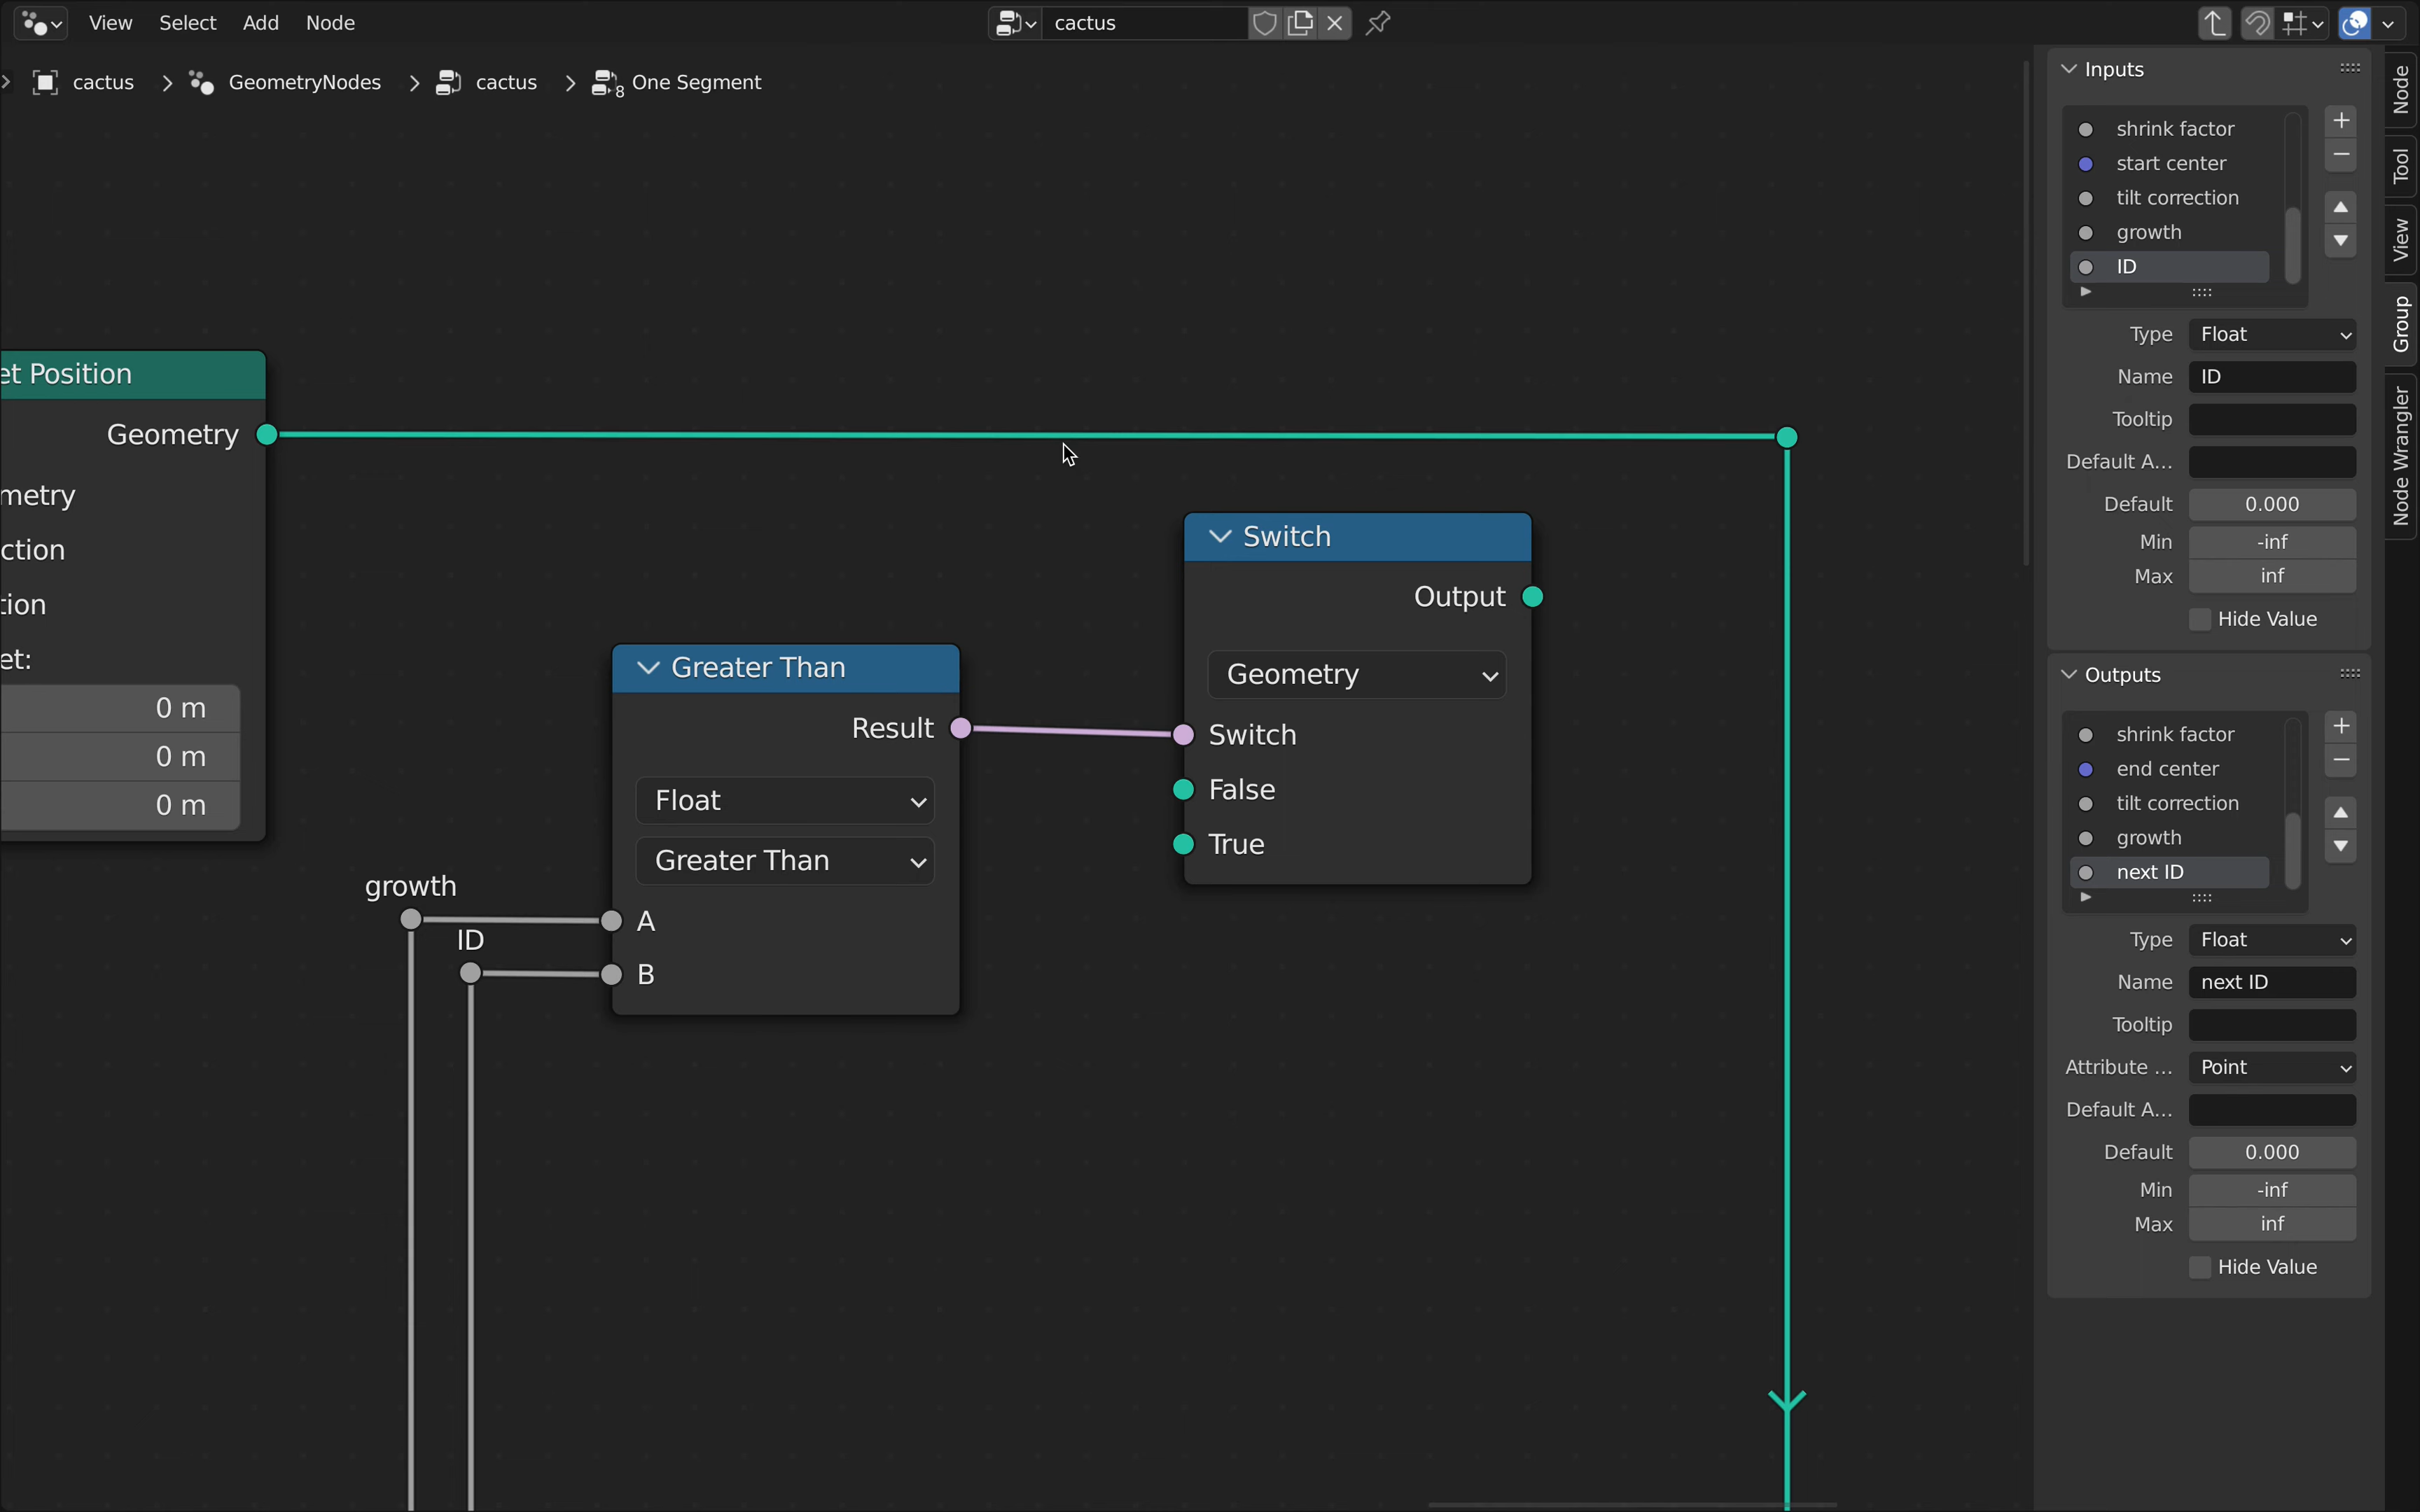 View Select Add Node
cactus
cactus GeometryNodes cactus 8 One Segment
et Position
Geometry
metry
ction
tion
et:
0 m
0 m
0 m
growth
ID
Greater Than
Result
Float
Greater Than
A
B
Switch
Output
Geometry
Switch
False
True
Inputs
shrink factor
start center
tilt correction
growth
ID
Type Float
Name ID
Tooltip
Default A...
Default 0.000
Min -inf
Max inf
Hide Value
Outputs
shrink factor
end center
tilt correction
growth
next ID
Type Float
Name next ID
Tooltip
Attribute ... Point
Default A...
Default 0.000
Min -inf
Max inf
Hide Value
Node
Tool
View
Group
Node Wrangler